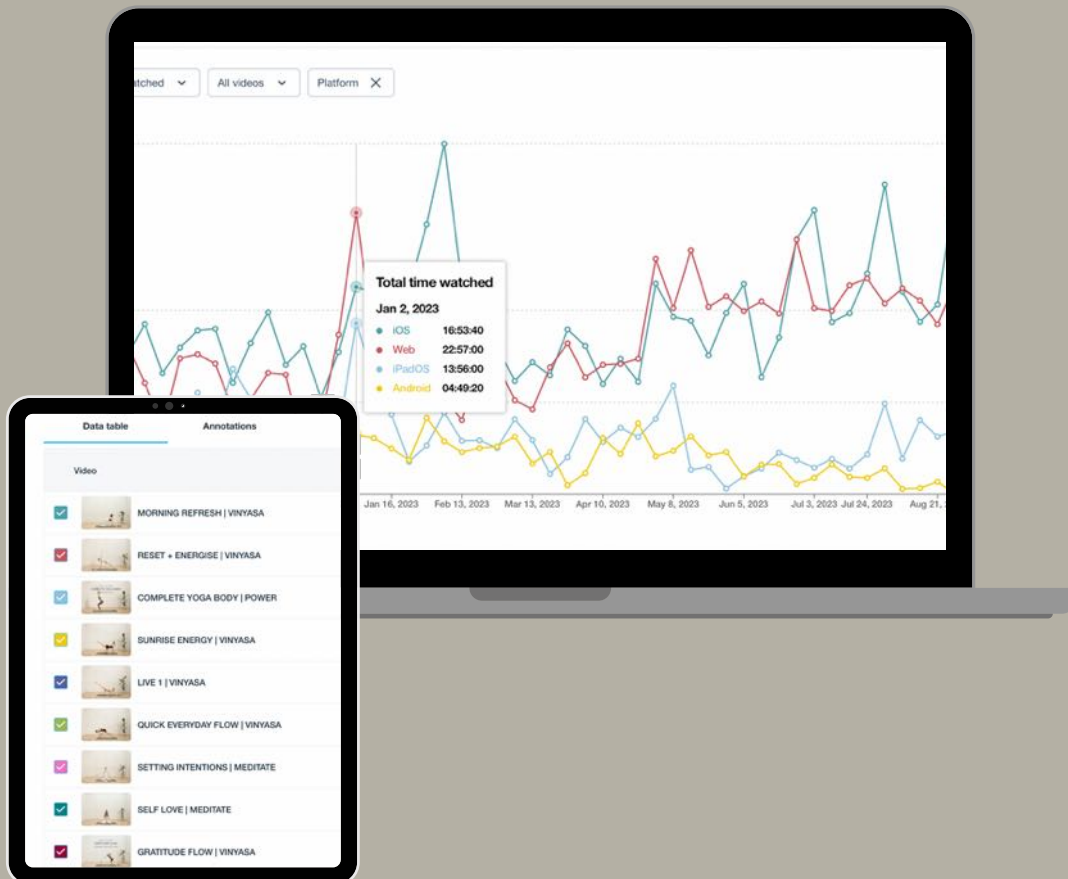 All videos
Platform
Total time watched
Jan 2, 2023
iOS 16:53:40
Web 22:57:00
iPadOS 13:56:00
Android 04:49:20
Jan 16, 2023 Feb 13, 2023 Mar 13, 2023 Apr 10, 2023 May 8, 2023 Jun 5, 2023 Jul 3, 2023 Jul 24, 2023 Aug 21,
Data table Annotations
Video
MORNING REFRESH | VINYASA
RESET + ENERGISE | VINYASA
COMPLETE YOGA BODY | POWER
SUNRISE ENERGY | VINYASA
LIVE 1 | VINYASA
QUICK EVERYDAY FLOW | VINYASA
SETTING INTENTIONS | MEDITATE
SELF LOVE | MEDITATE
GRATITUDE FLOW | VINYASA